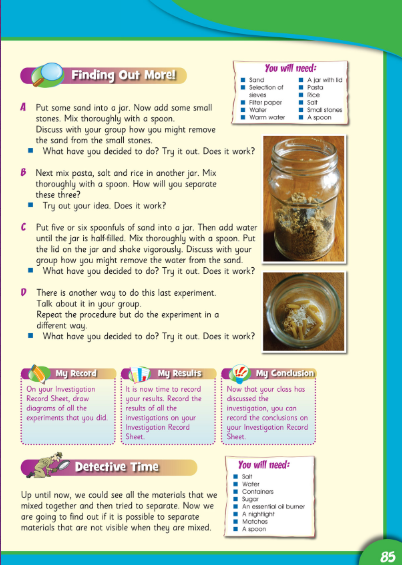 Finding Out More!
You will need:
Sand
Selection of
sieves
Filter paper
Water
Warm water
A jar with lid
Pasta
Rice
Salt
Small stones
A spoon
A Put some sand into a jar. Now add some small
stones. Mix thoroughly with a spoon.
Discuss with your group how you might remove
the sand from the small stones.
What have you decided to do? Try it out. Does it work?
B Next mix pasta, salt and rice in another jar. Mix
thoroughly with a spoon. How will you separate
these three?
Try out your idea. Does it work?
C Put five or six spoonfuls of sand into a jar. Then add water
until the jar is half-filled. Mix thoroughly with a spoon. Put
the lid on the jar and shake vigorously. Discuss with your
group how you might remove the water from the sand.
What have you decided to do? Try it out. Does it work?
D There is another way to do this last experiment.
Talk about it in your group.
Repeat the procedure but do the experiment in a
different way.
What have you decided to do? Try it out. Does it work?
My Record
On your Investigation
Record Sheet, draw
diagrams of all the
experiments that you did.
My Results
It is now time to record
your results. Record the
results of all the
investigations on your
Investigation Record
Sheet.
My Conclusion
Now that your class has
discussed the
investigation, you can
record the conclusions on
your Investigation Record
Sheet.
Detective Time
Up until now, we could see all the materials that we
mixed together and then tried to separate. Now we
are going to find out if it is possible to separate
materials that are not visible when they are mixed.
You will need:
Salt
Water
Containers
Sugar
An essential oil burner
A nightlight
Matches
A spoon
85